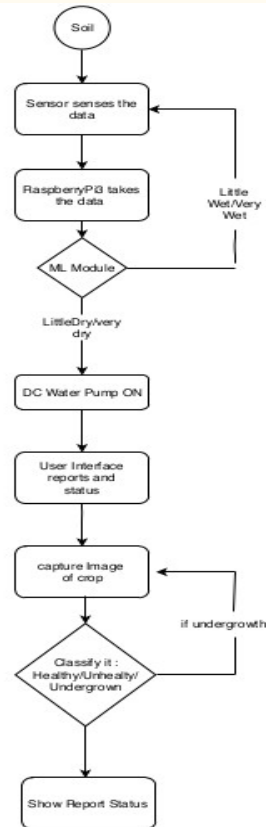 Soil
Sensor senses the
data
RaspberryPi3 takes
the data
Little
Wet/Very
Wet
ML Module
LittleDry/very
dry
DC Water Pump ON
User Interface
reports and
status
capture Image
of crop
if undergrowth
Classify it :
Healthy/Unhealty/
Undergrown
Show Report Status